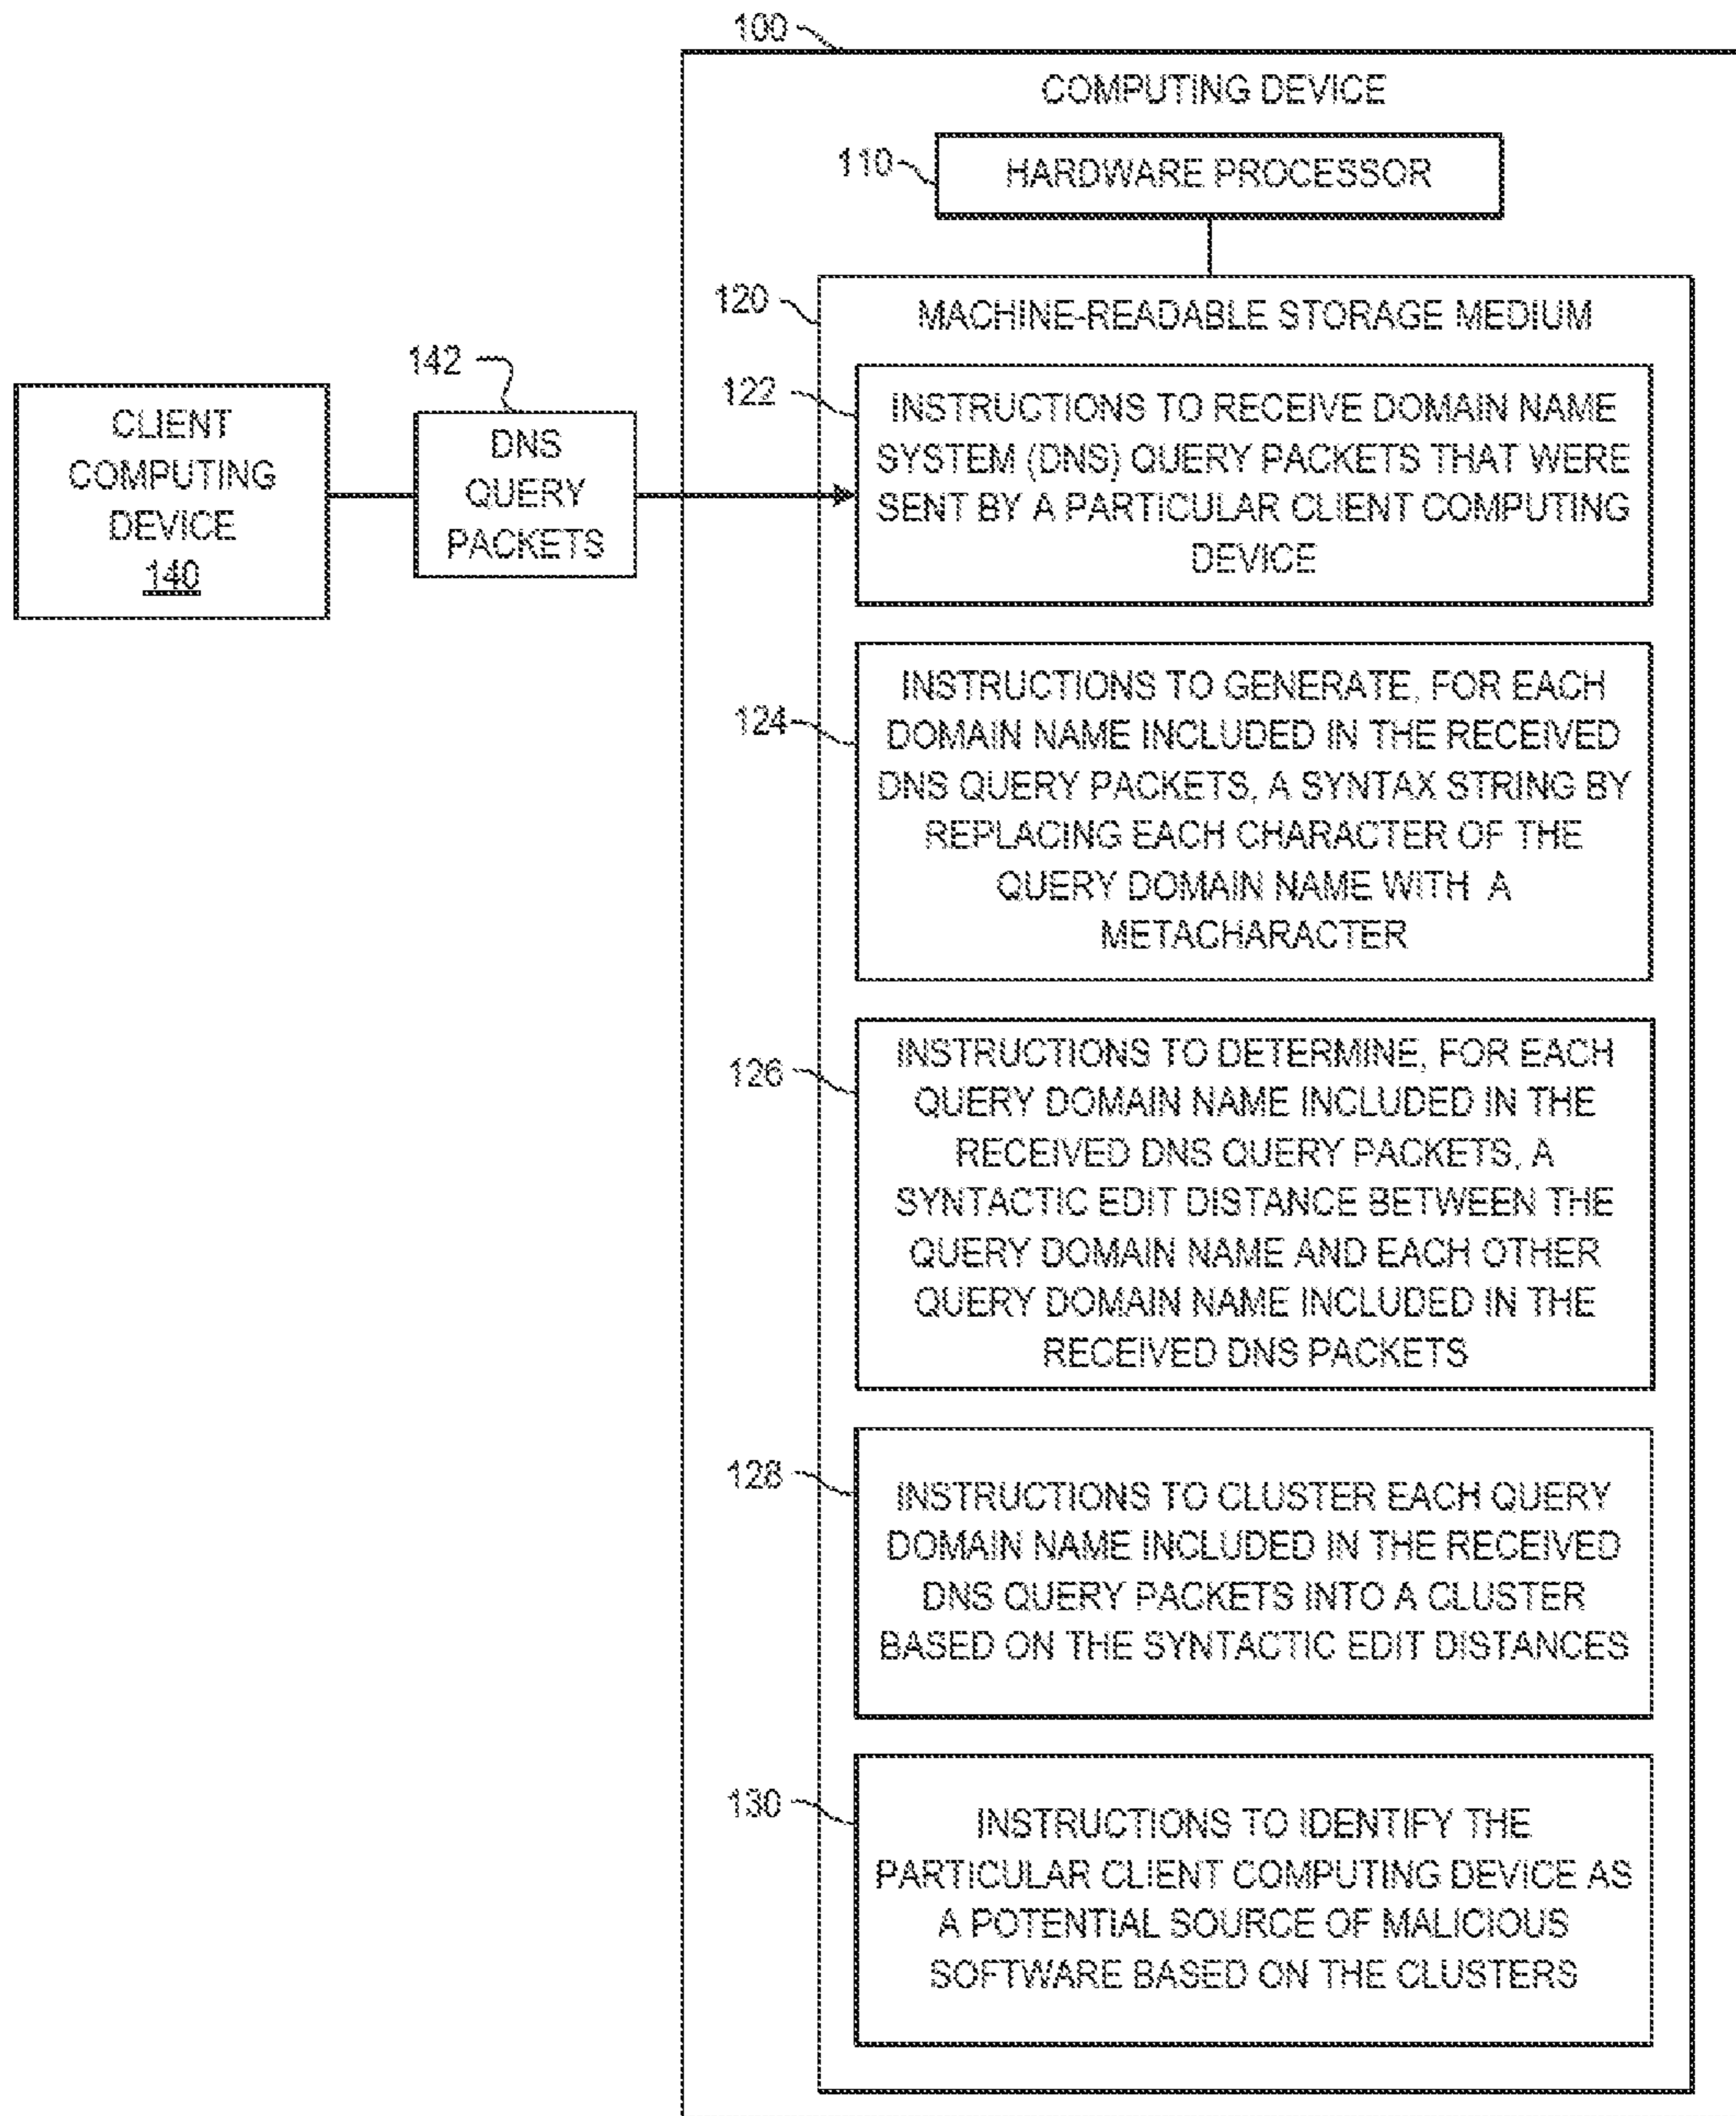 100
COMPUTING DEVICE
110
HARDWARE PROCESSOR
120
MACHINE-READABLE STORAGE MEDIUM
CLIENT
COMPUTING
DEVICE
140
142
DNS
QUERY
PACKETS
122
INSTRUCTIONS TO RECEIVE DOMAIN NAME
SYSTEM (DNS) QUERY PACKETS THAT WERE
SENT BY A PARTICULAR CLIENT COMPUTING
DEVICE
124
INSTRUCTIONS TO GENERATE, FOR EACH
DOMAIN NAME INCLUDED IN THE RECEIVED
DNS QUERY PACKETS, A SYNTAX STRING BY
REPLACING EACH CHARACTER OF THE
QUERY DOMAIN NAME WITH A
METACHARACTER
126
INSTRUCTIONS TO DETERMINE, FOR EACH
QUERY DOMAIN NAME INCLUDED IN THE
RECEIVED DNS QUERY PACKETS, A
SYNTACTIC EDIT DISTANCE BETWEEN THE
QUERY DOMAIN NAME AND EACH OTHER
QUERY DOMAIN NAME INCLUDED IN THE
RECEIVED DNS PACKETS
128
INSTRUCTIONS TO CLUSTER EACH QUERY
DOMAIN NAME INCLUDED IN THE RECEIVED
DNS QUERY PACKETS INTO A CLUSTER
BASED ON THE SYNTACTIC EDIT DISTANCES
130
INSTRUCTIONS TO IDENTIFY THE
PARTICULAR CLIENT COMPUTING DEVICE AS
A POTENTIAL SOURCE OF MALICIOUS
SOFTWARE BASED ON THE CLUSTERS